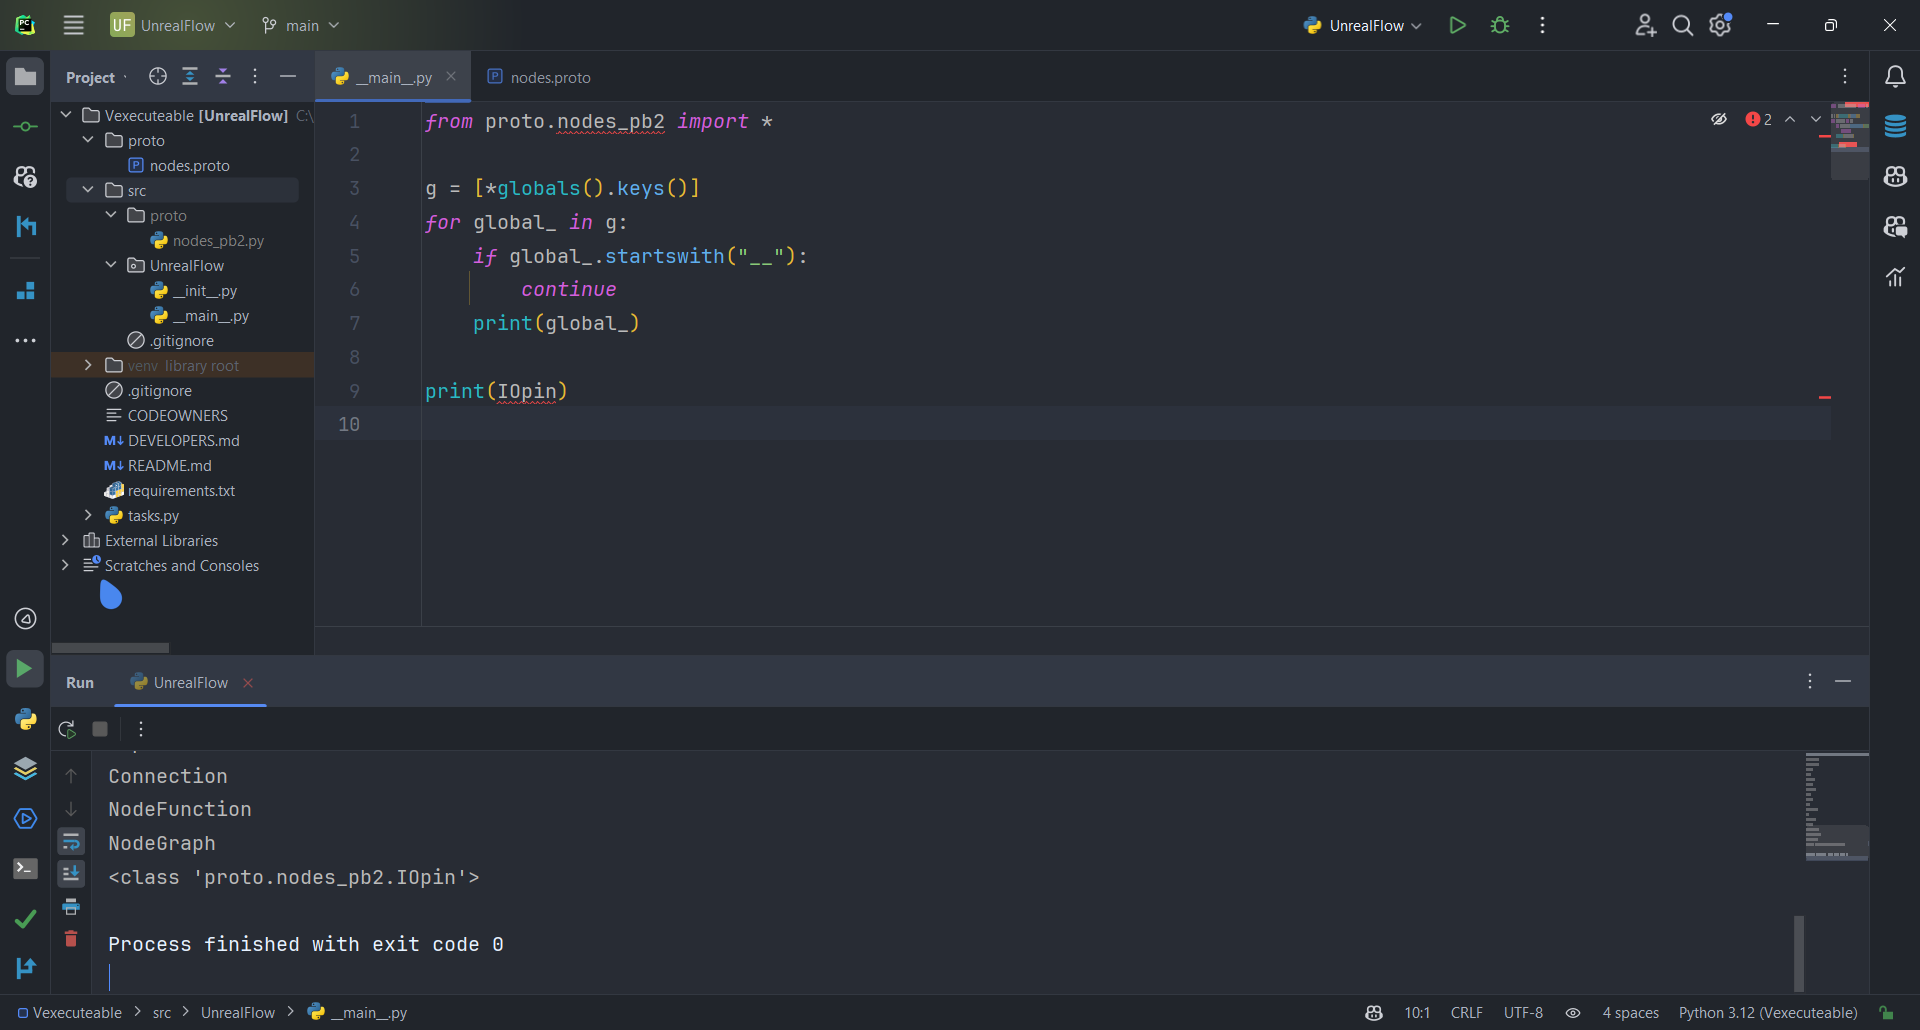 UF UnrealFlow main UnrealFlow
Project __main__.py nodes.proto
Vexecuteable [UnrealFlow] C:\
proto
nodes.proto
src
proto
nodes_pb2.py
UnrealFlow
__init__.py
__main__.py
.gitignore
venv library root
.gitignore
CODEOWNERS
DEVELOPERS.md
README.md
requirements.txt
tasks.py
External Libraries
Scratches and Consoles
1 from proto.nodes_pb2 import *
2
3 g = [*globals().keys()]
4 for global_ in g:
5 if global_.startswith("__"):
6 continue
7 print(global_)
8
9 print(IOpin)
10
2
Run UnrealFlow
Connection
NodeFunction
NodeGraph
<class 'proto.nodes_pb2.IOpin'>
Process finished with exit code 0
Vexecuteable src UnrealFlow __main__.py 10:1 CRLF UTF-8 4 spaces Python 3.12 (Vexecuteable)